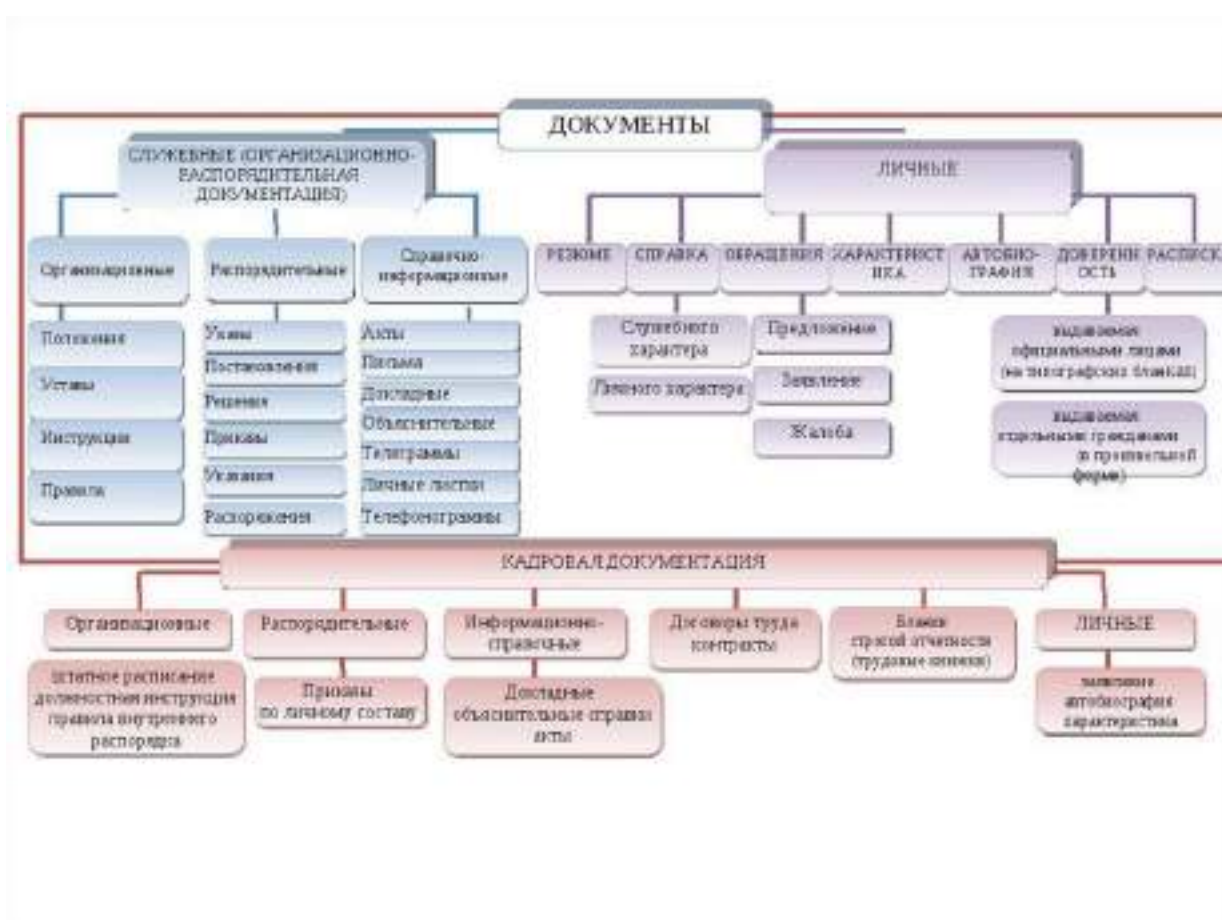 ДОКУМЕНТЫ
СЛУЖЕБНЫЕ (ОРГАНИЗАЦИОННО-
РАСПОРЯДИТЕЛЬНАЯ
ДОКУМЕНТАЦИЯ)
ЛИЧНЫЕ
Организационные
Распорядительные
Справочно
информационные
РЕЗЮМЕ
СПРАВКА
ОБРАЩЕНИЯ
ХАРАКТЕРИСТ
ИКА
АВТОБИО-
ГРАФИЯ
ДОВЕРЕНН
ОСТЬ
РАСПИСК
Положения
Уставы
Инструкции
Правила
Указы
Постановления
Решения
Приказы
Указания
Распоряжения
Акты
Письма
Докладные
Объяснительные
Телеграммы
Личные листки
Телефонограммы
Служебного
характера
Личного характера
Предложение
Заявление
Жалоба
выдаваемая
официальными лицами
(на типографских бланках)
выдаваемая
отдельными гражданами
(в произвольной
форме)
КАДРОВАЯ ДОКУМЕНТАЦИЯ
Организационные
Распорядительные
Информационно-
справочные
Договоры труда
контракты
Бланки
строгой отчетности
(трудовые книжки)
ЛИЧНЫЕ
штатное расписание
должностная инструкция
правила внутреннего
распорядка
Приказы
по личному составу
Докладные
объяснительные справки
акты
заявление
автобиография
характеристика